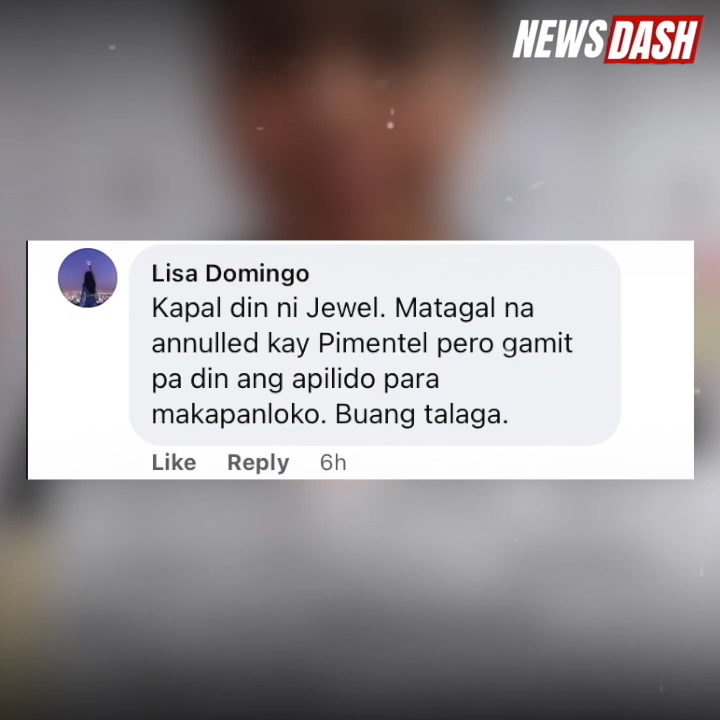 NEWS DASH
Lisa Domingo
Kapal din ni Jewel. Matagal na
annulled kay Pimentel pero gamit
pa din ang apilido para
makapanloko. Buang talaga.
Like Reply 6h